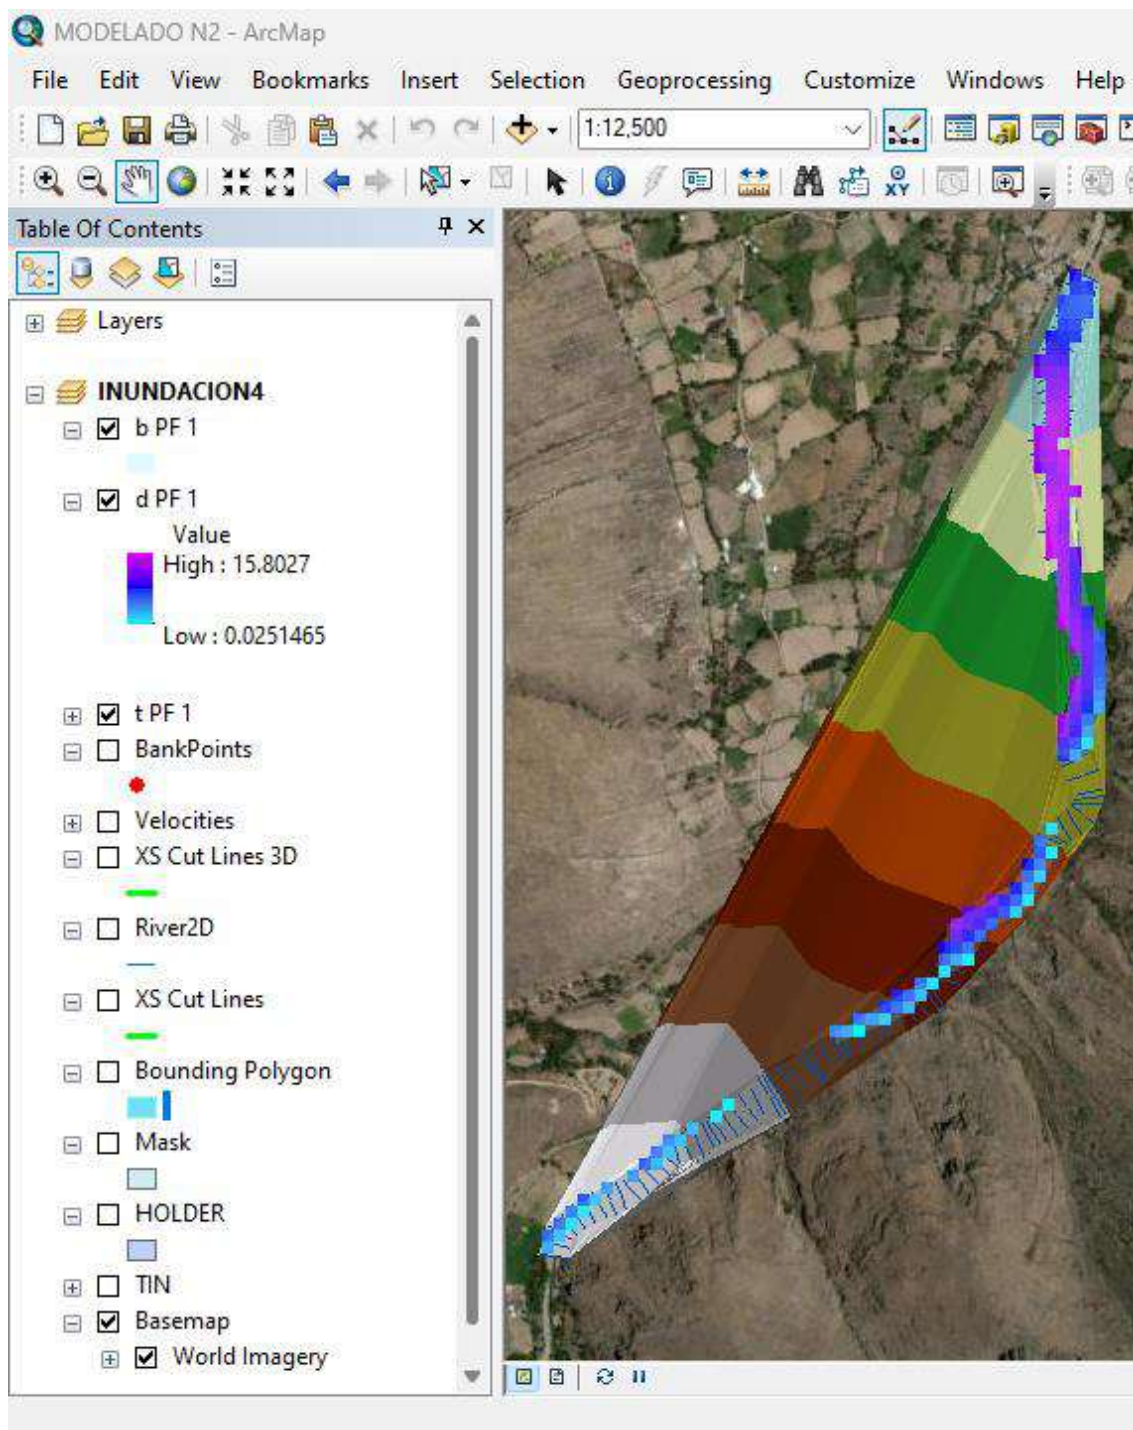 MODELADO N2 - ArcMap
File Edit View Bookmarks Insert Selection Geoprocessing Customize Windows Help
1:12,500
XY
Table Of Contents
Layers
INUNDACION4
b PF 1
d PF 1
Value
High : 15.8027
Low : 0.0251465
t PF 1
BankPoints
Velocities
XS Cut Lines 3D
River2D
XS Cut Lines
Bounding Polygon
Mask
HOLDER
TIN
Basemap
World Imagery